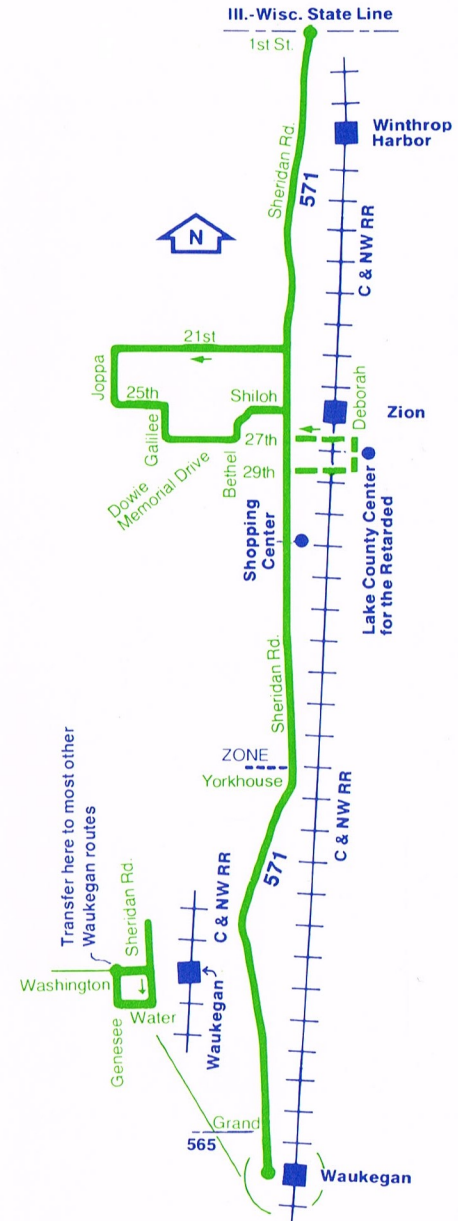 Ill.-Wisc. State Line
1st St.
Winthrop
Harbor
Sheridan Rd.
571
C & NW RR
N
21st
Joppa
25th
Shiloh
Deborah
Zion
Galilee
27th
Dowie
Memorial Drive
Bethel
29th
Lake County Center
for the Retarded
Shopping
Center
Sheridan Rd.
ZONE
Yorkhouse
C & NW RR
571
Transfer here to most other
Waukegan routes
Sheridan Rd.
C & NW RR
Washington
Water
Genesee
Waukegan
Grand
565
Waukegan